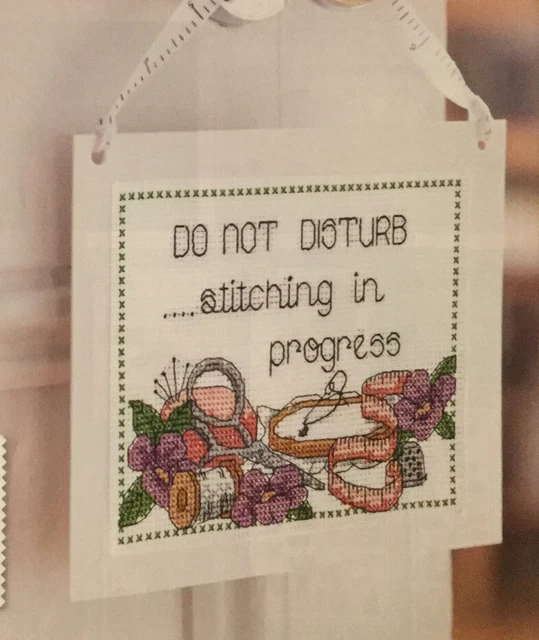 DO NOT DISTURB
....stitching in
progress